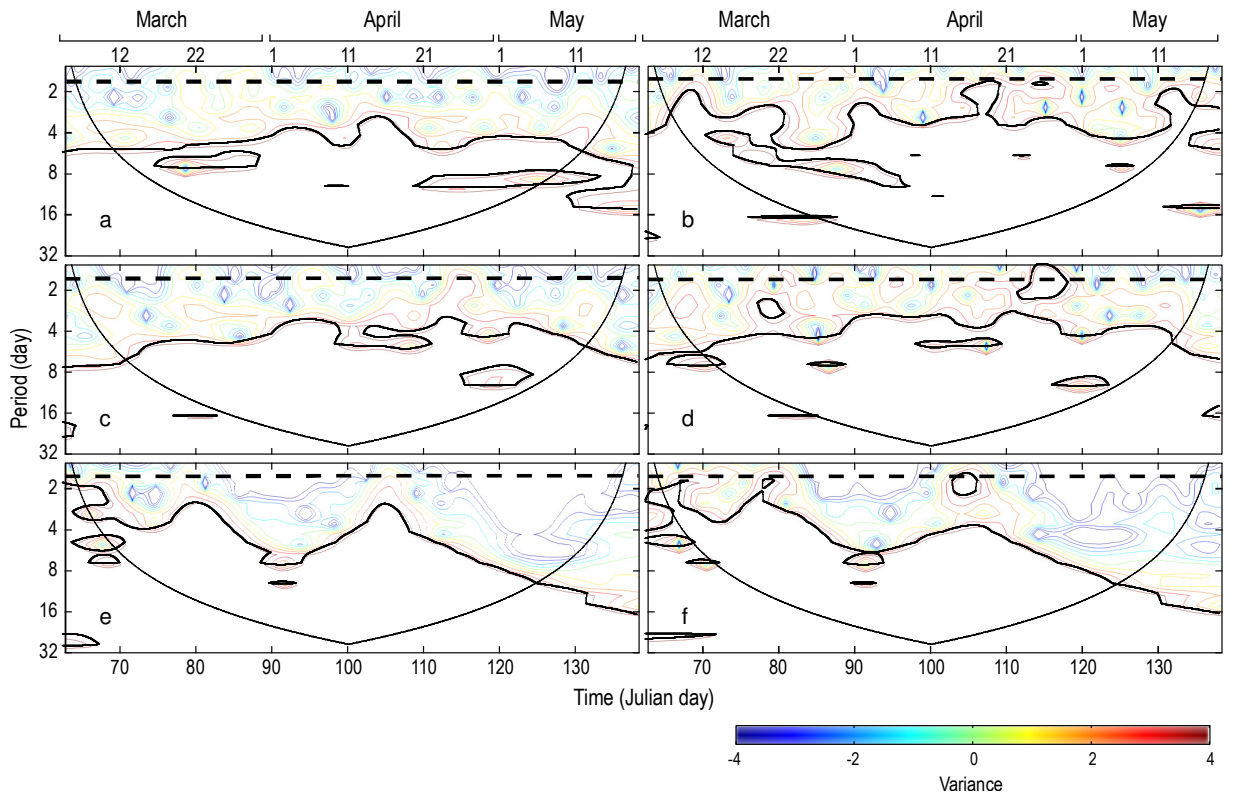 March April May March April May
12 22 1 11 21 1 11 12 22 1 11 21 1 11
2
4
8
16
32
a b
Period (day)
2
4
8
16
32
c d
2
4
8
16
32
e f
70 80 90 100 110 120 130 70 80 90 100 110 120 130
Time (Julian day)
-4 -2 0 2 4
Variance